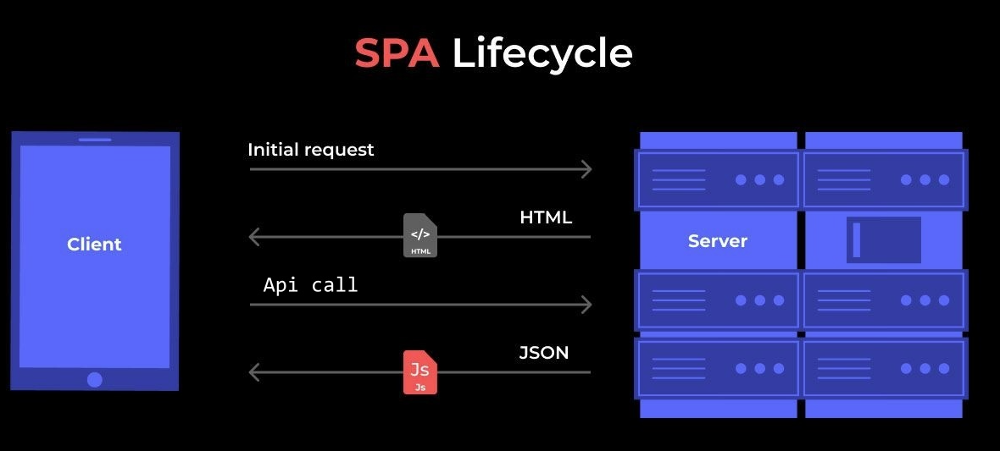 SPA Lifecycle
Initial request
HTML
</>
HTML
Client
Server
Api call
JSON
Js
Js